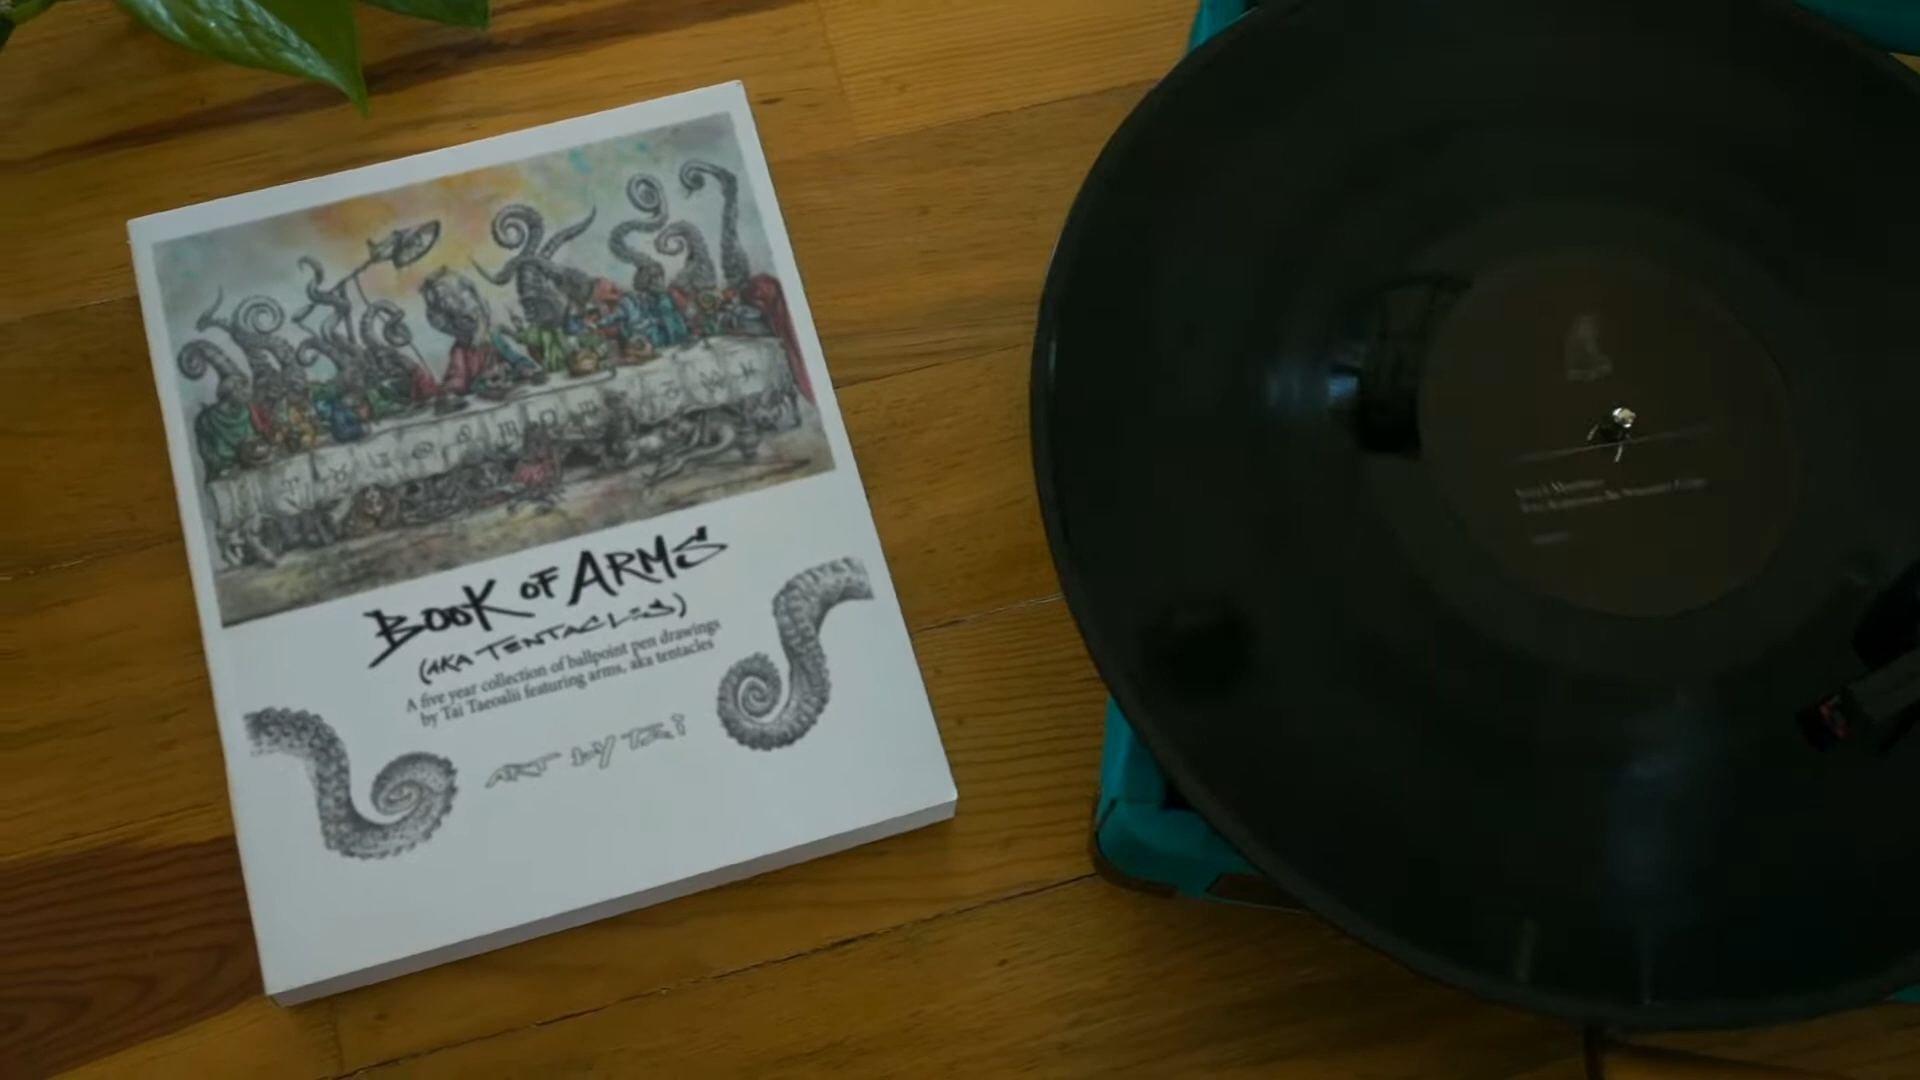 BOOK OF ARMS
(AKA TENTACLES)
A five year collection of ballpoint pen drawings
by Tai Taeoalii featuring arms, aka tentacles
ART by TAi